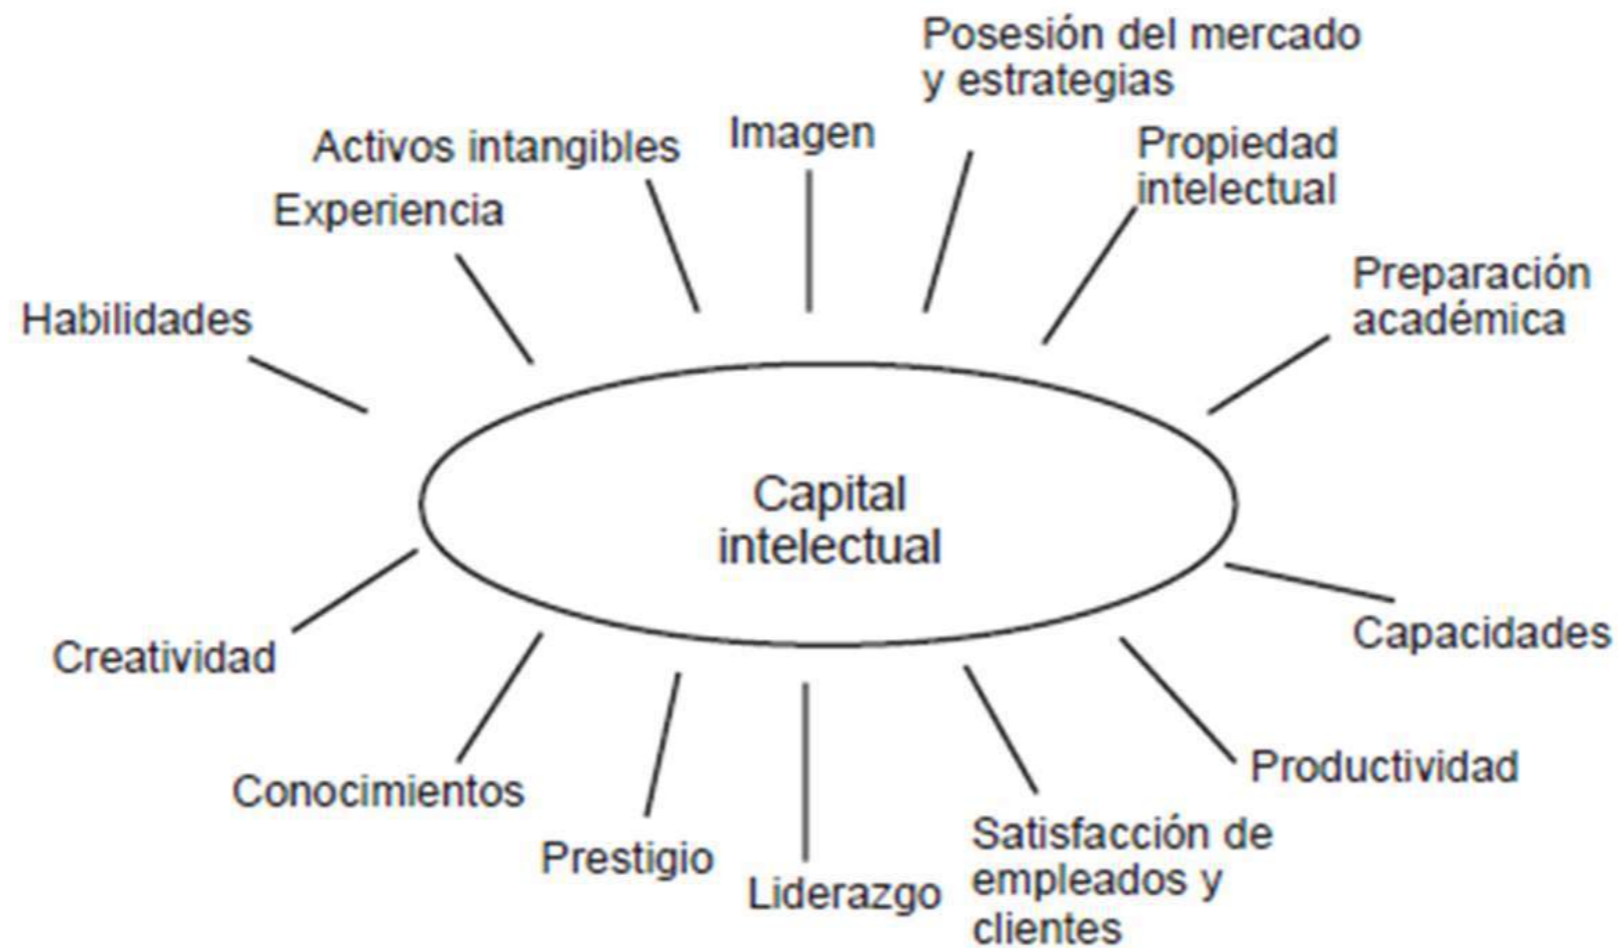 Posesión del mercado
y estrategias
Imagen
Activos intangibles
Propiedad
intelectual
Experiencia
Preparación
académica
Habilidades
Capital
intelectual
Capacidades
Creatividad
Productividad
Conocimientos
Satisfacción de
empleados y
clientes
Prestigio
Liderazgo